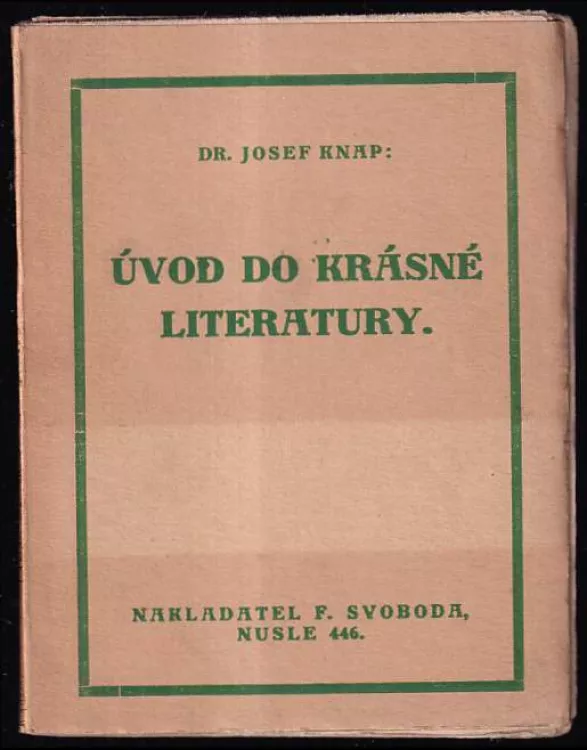 DR. JOSEF KNAP:
ÚVOD DO KRÁSNÉ
LITERATURY.
NAKLADATEL F. SVOBODA,
NUSLE 446.